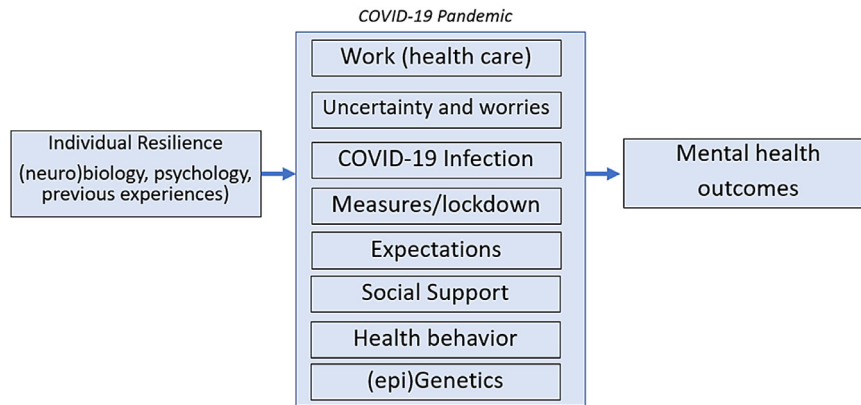 COVID-19 Pandemic
Individual Resilience
(neuro)biology, psychology,
previous experiences)
Work (health care)
Uncertainty and worries
COVID-19 Infection
Measures/lockdown
Expectations
Social Support
Health behavior
(epi)Genetics
Mental health
outcomes